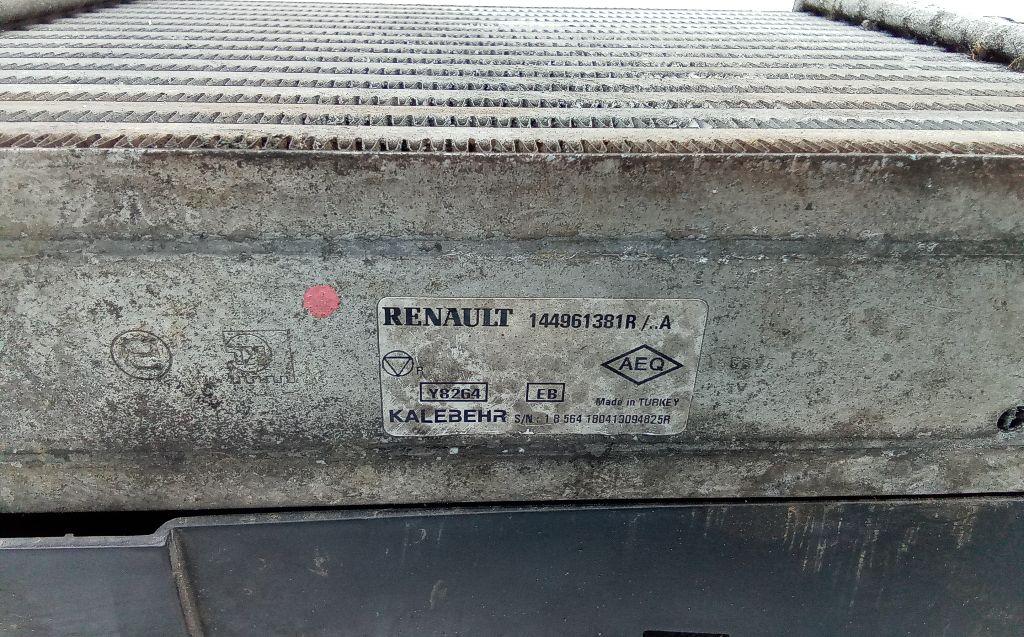 RENAULT 144961381R /..A
R
AEQ
Y8264 EB
Made in TURKEY
KALEBEHR S/N : 1 8 564 180413094825R